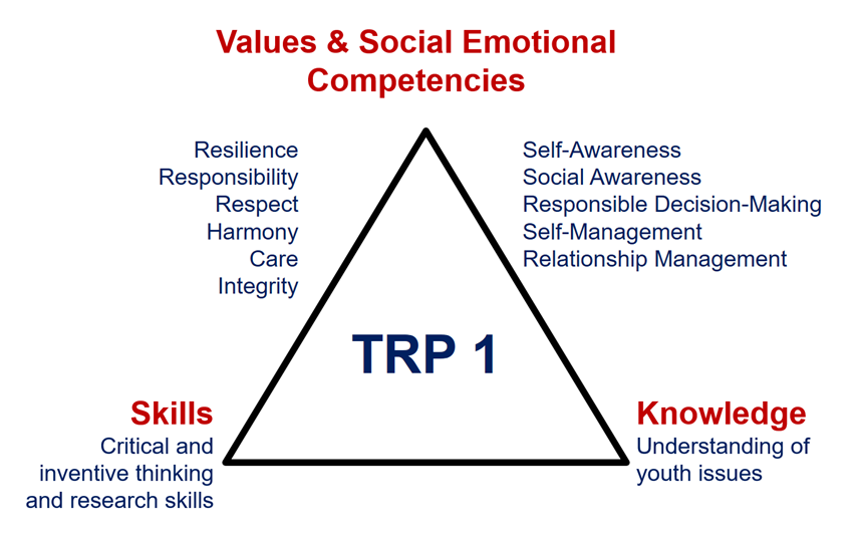 Values & Social Emotional
Competencies
Resilience
Responsibility
Respect
Harmony
Care
Integrity
Self-Awareness
Social Awareness
Responsible Decision-Making
Self-Management
Relationship Management
TRP 1
Skills
Critical and
inventive thinking
and research skills
Knowledge
Understanding of
youth issues